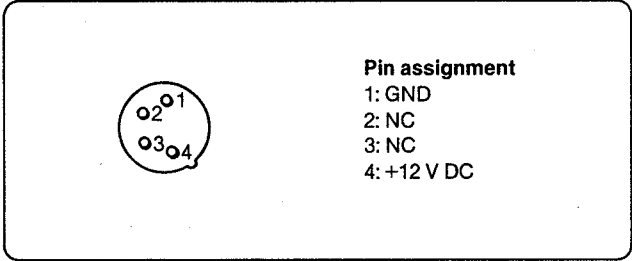 Pin assignment
1: GND
2: NC
3: NC
4: +12 V DC
1
2
3
4